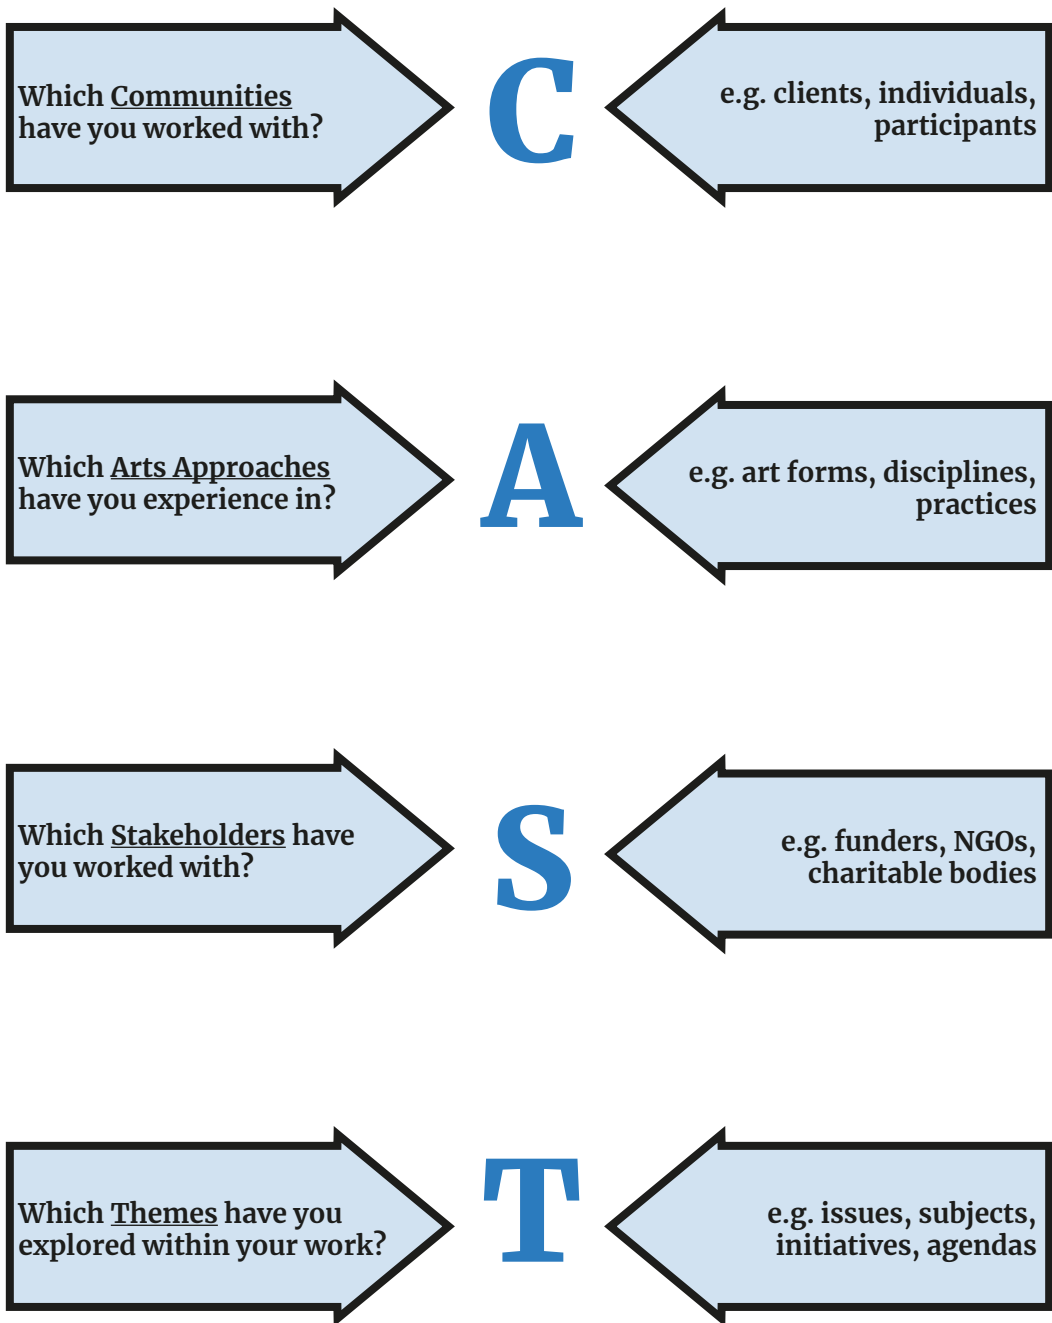 Which Communities
have you worked with?
C
e.g. clients, individuals,
participants
Which Arts Approaches
have you experience in?
A
e.g. art forms, disciplines,
practices
Which Stakeholders have
you worked with?
S
e.g. funders, NGOs,
charitable bodies
Which Themes have you
explored within your work?
T
e.g. issues, subjects,
initiatives, agendas